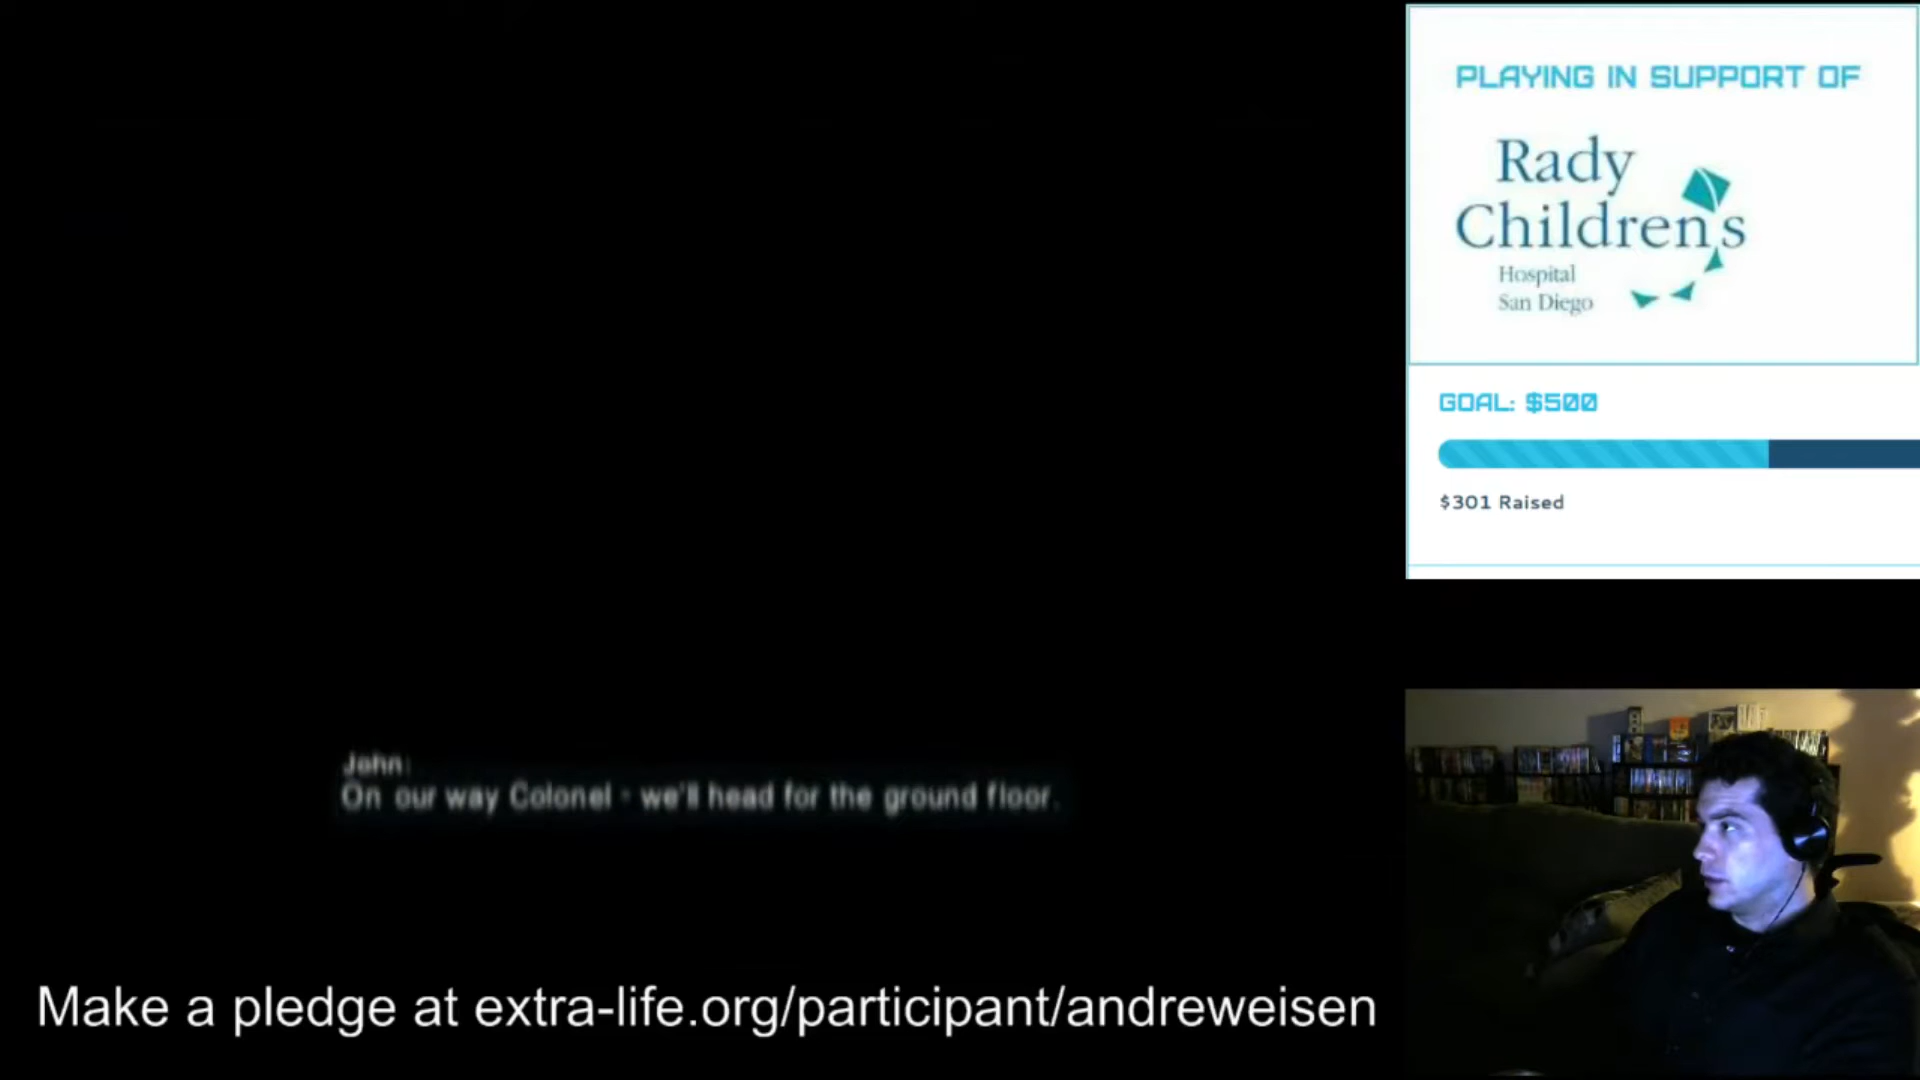 PLAYING IN SUPPORT OF
Rady
Children's
Hospital
San Diego
GOAL: $500
$301 Raised
John:
On our way Colonel - we'll head for the ground floor.
Make a pledge at extra-life.org/participant/andreweisen